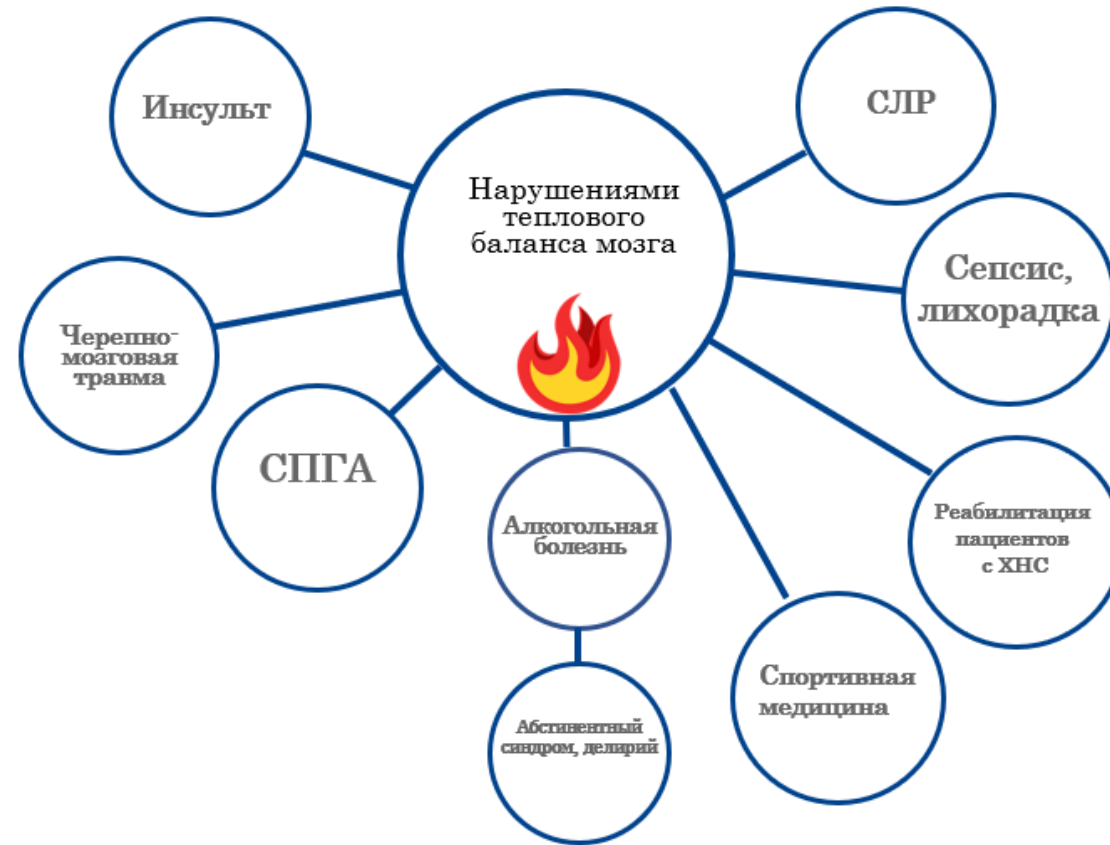 Инсульт
СЛР
Нарушениями
теплового
баланса мозга
Сепсис,
лихорадка
Черепно-
мозговая
травма
СПГА
Алкогольная
болезнь
Реабилитация
пациентов
с ХНС
Спортивная
медицина
Абстинентный
синдром, делирий